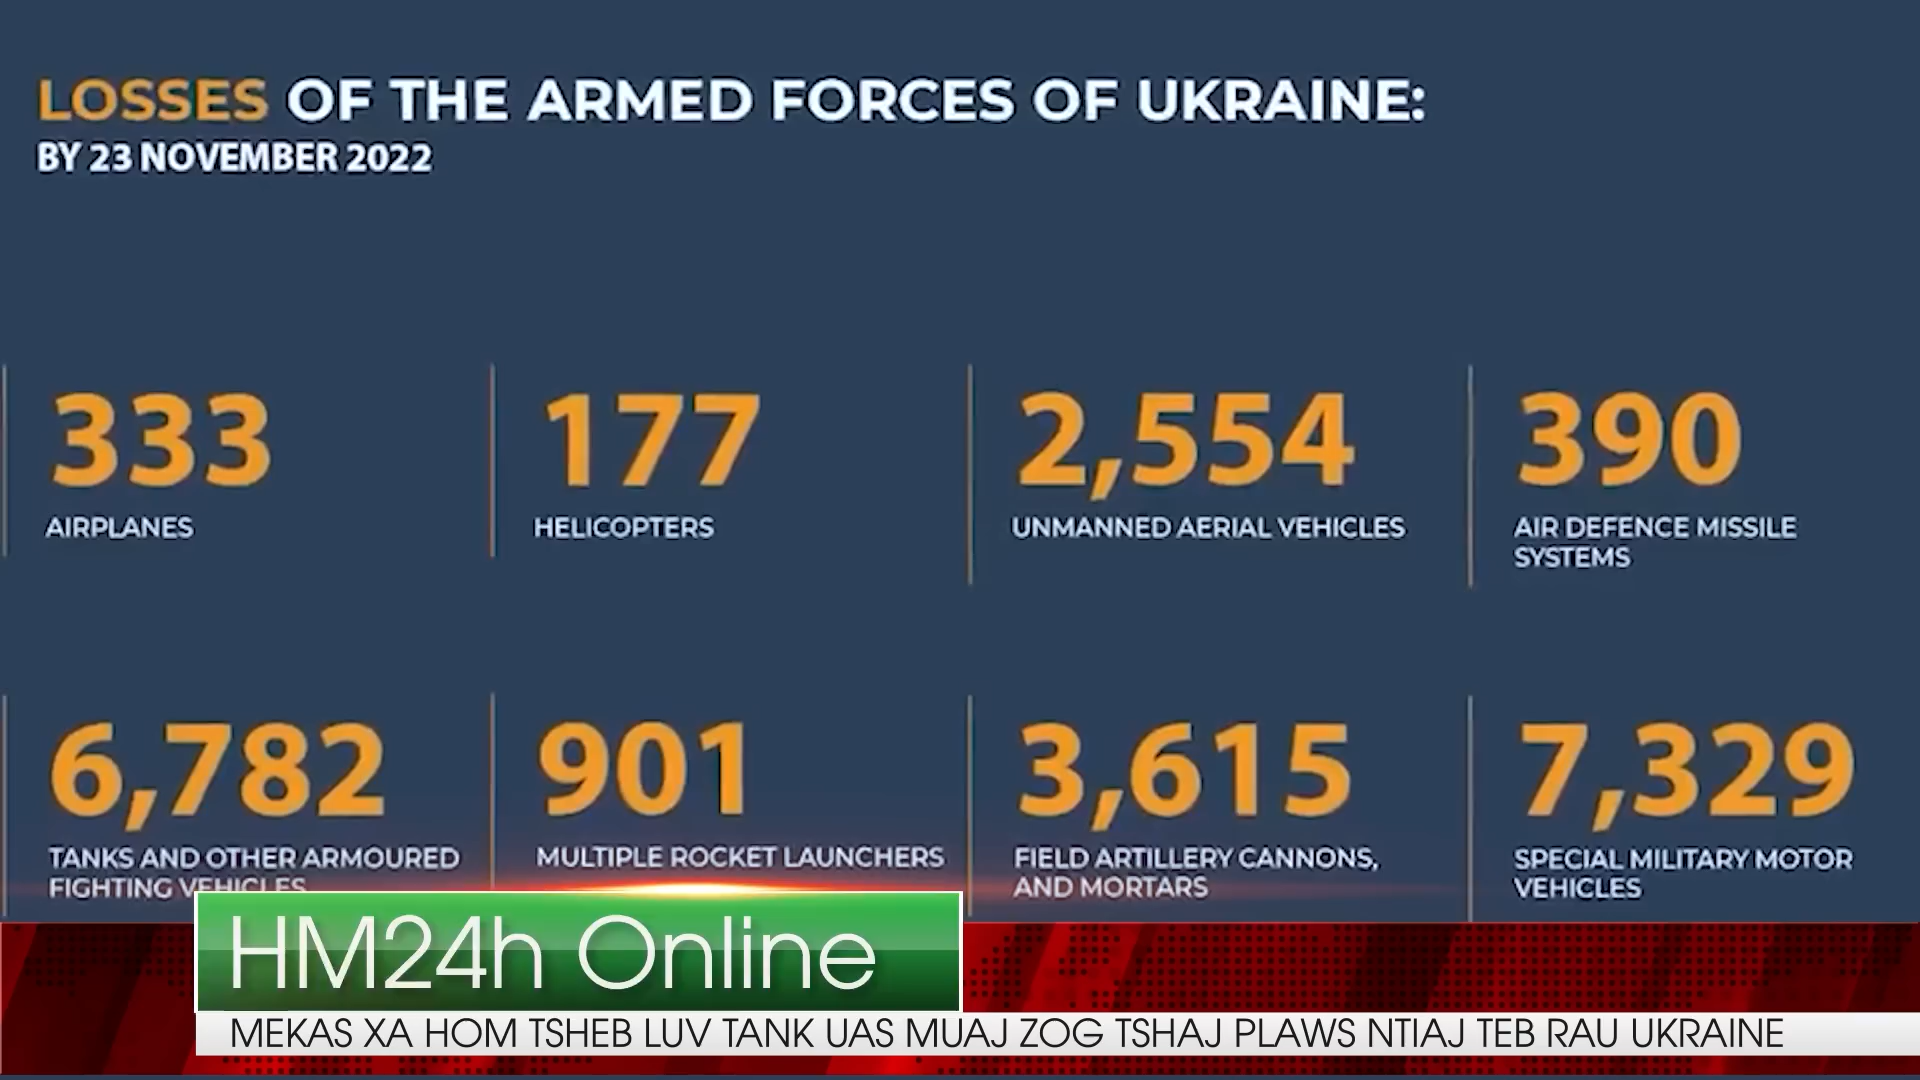 LOSSES OF THE ARMED FORCES OF UKRAINE:
BY 23 NOVEMBER 2022
333
AIRPLANES
177
HELICOPTERS
2,554
UNMANNED AERIAL VEHICLES
390
AIR DEFENCE MISSILE
SYSTEMS
6,782
TANKS AND OTHER ARMOURED
FIGHTING VEHICLES
901
MULTIPLE ROCKET LAUNCHERS
3,615
FIELD ARTILLERY CANNONS,
AND MORTARS
7,329
SPECIAL MILITARY MOTOR
VEHICLES
HM24h Online
MEKAS XA HOM TSHEB LUV TANK UAS MUAJ ZOG TSHAJ PLAWS NTIAJ TEB RAU UKRAINE